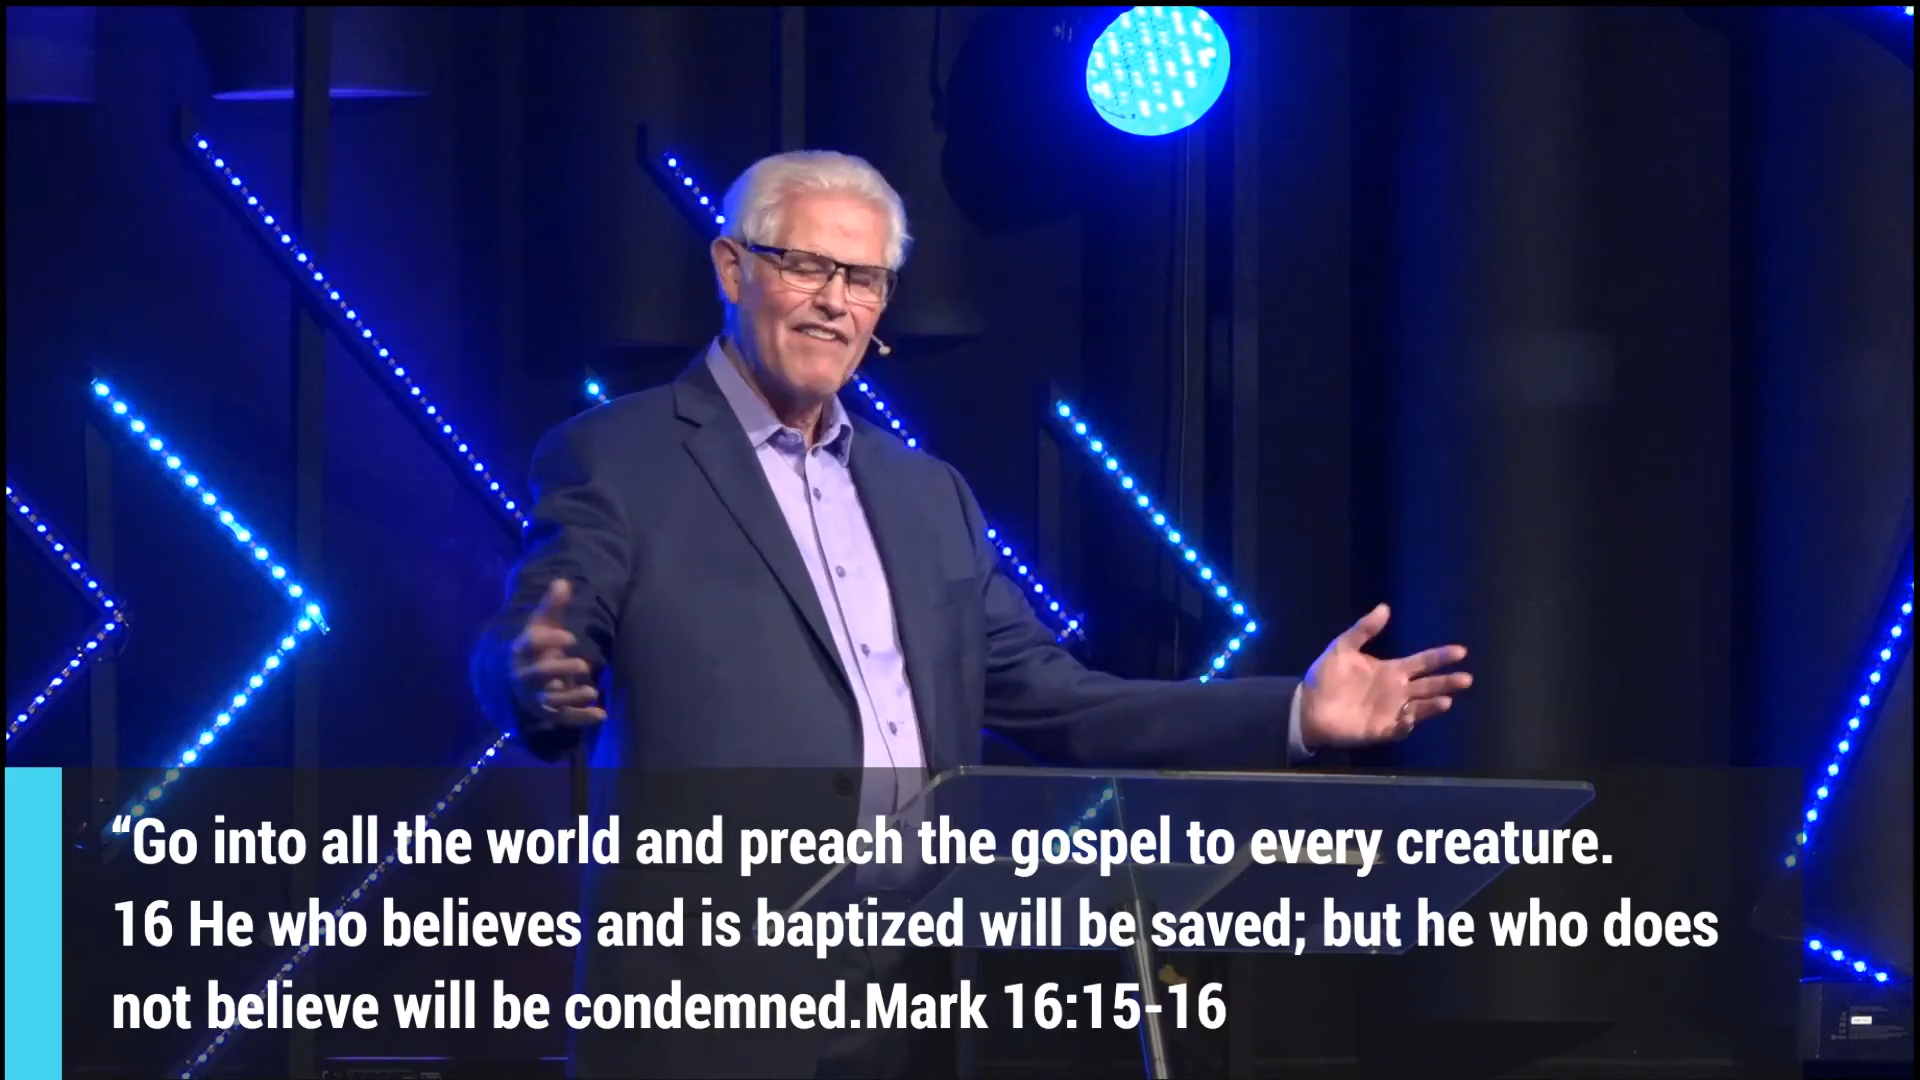 “Go into all the world and preach the gospel to every creature.
16 He who believes and is baptized will be saved; but he who does
not believe will be condemned.Mark 16:15-16